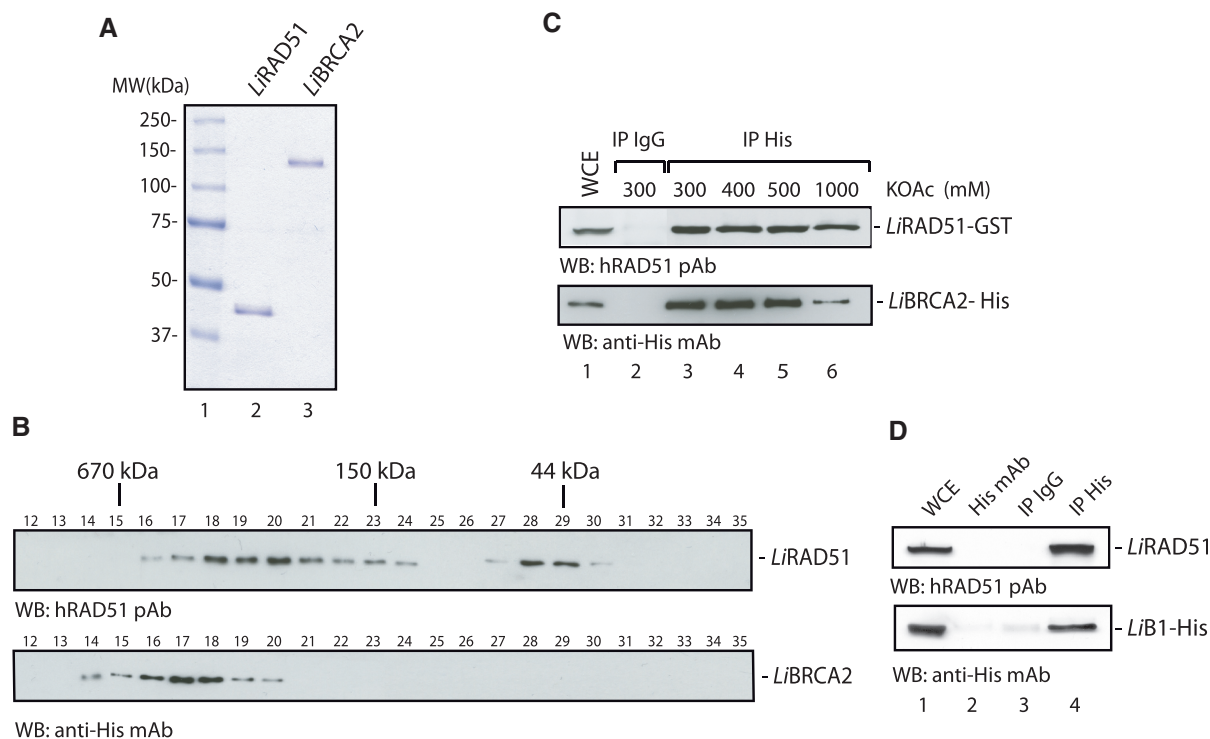 A
LiRAD51
LiBRCA2
MW(kDa)
250-
150-
100-
75-
50-
37-
1 2 3
B
670 kDa 150 kDa 44 kDa
12 13 14 15 16 17 18 19 20 21 22 23 24 25 26 27 28 29 30 31 32 33 34 35
- LiRAD51
WB: hRAD51 pAb
12 13 14 15 16 17 18 19 20 21 22 23 24 25 26 27 28 29 30 31 32 33 34 35
- LiBRCA2
WB: anti-His mAb
C
WCE
IP IgG IP His
300 300 400 500 1000 KOAc (mM)
- LiRAD51-GST
WB: hRAD51 pAb
- LiBRCA2- His
WB: anti-His mAb
1 2 3 4 5 6
D
WCE
His mAb
IP IgG
IP His
- LiRAD51
WB: hRAD51 pAb
- LiB1-His
WB: anti-His mAb
1 2 3 4